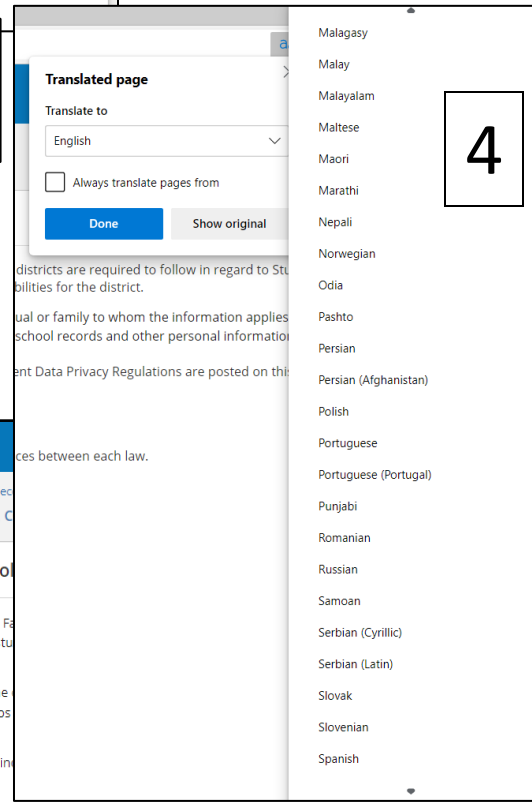 Translated page
Translate to
English
Always translate pages from
Done
Show original
districts are required to follow in regard to
bilities for the district.
ual or family to whom the information applies
school records and other personal
ent Data Privacy Regulations are posted on
ces between each law.
Malagasy
Malay
Malayalam
Maltese
Maori
Marathi
Nepali
Norwegian
Odia
Pashto
Persian
Persian (Afghanistan)
Polish
Portuguese
Portuguese (Portugal)
Punjabi
Romanian
Russian
Samoan
Serbian (Cyrillic)
Serbian (Latin)
Slovak
Slovenian
Spanish
4